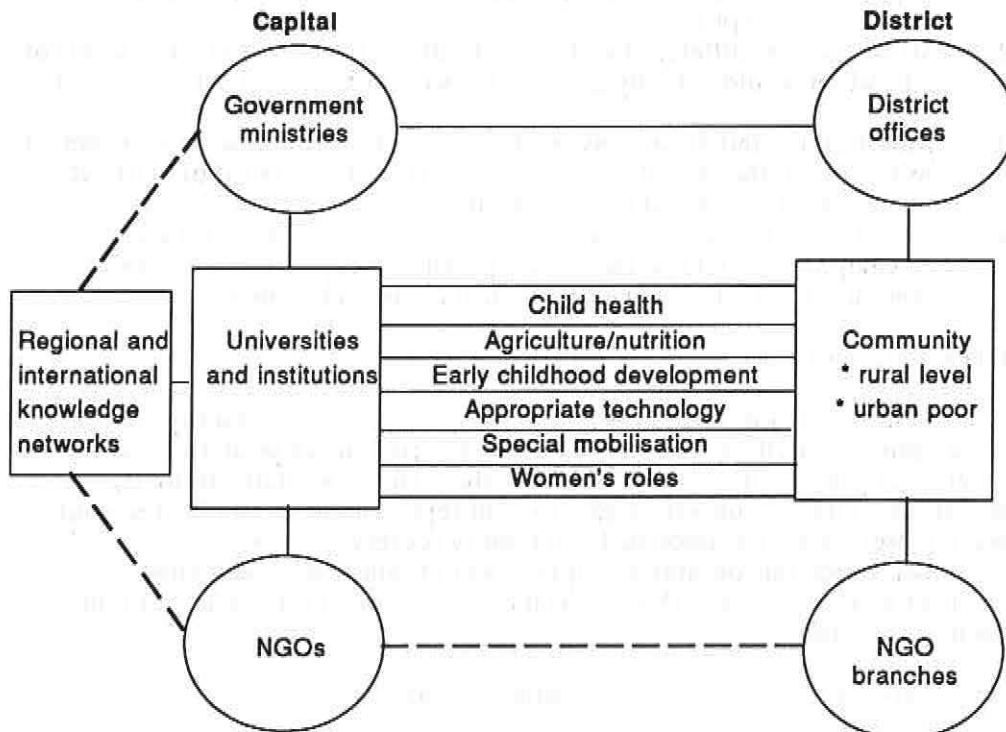 Capital
District
Government
ministries
District
offices
Regional and
international
knowledge
networks
Universities
and institutions
Child health
Agriculture/nutrition
Early childhood development
Appropriate technology
Special mobilisation
Women's roles
Community
* rural level
* urban poor
NGOs
NGO
branches